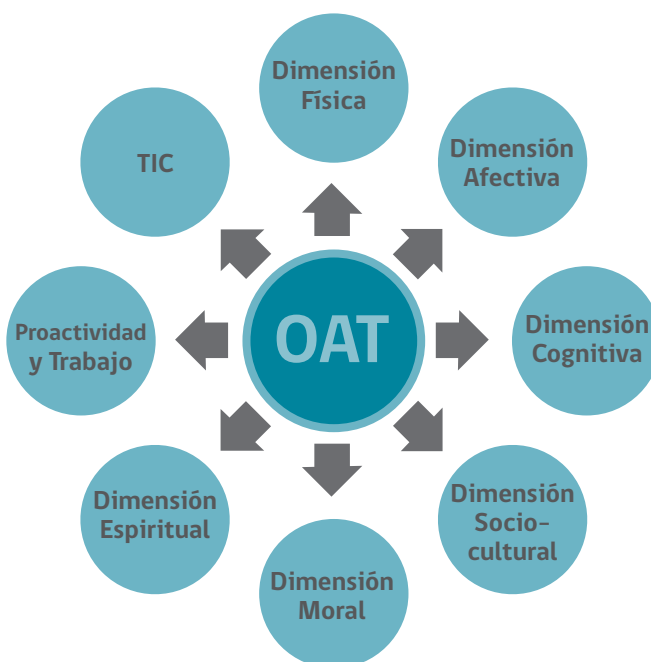 Dimensión
Física
TIC
Dimensión
Afectiva
OAT
Proactividad
y Trabajo
Dimensión
Cognitiva
Dimensión
Espiritual
Dimensión
Socio-
cultural
Dimensión
Moral